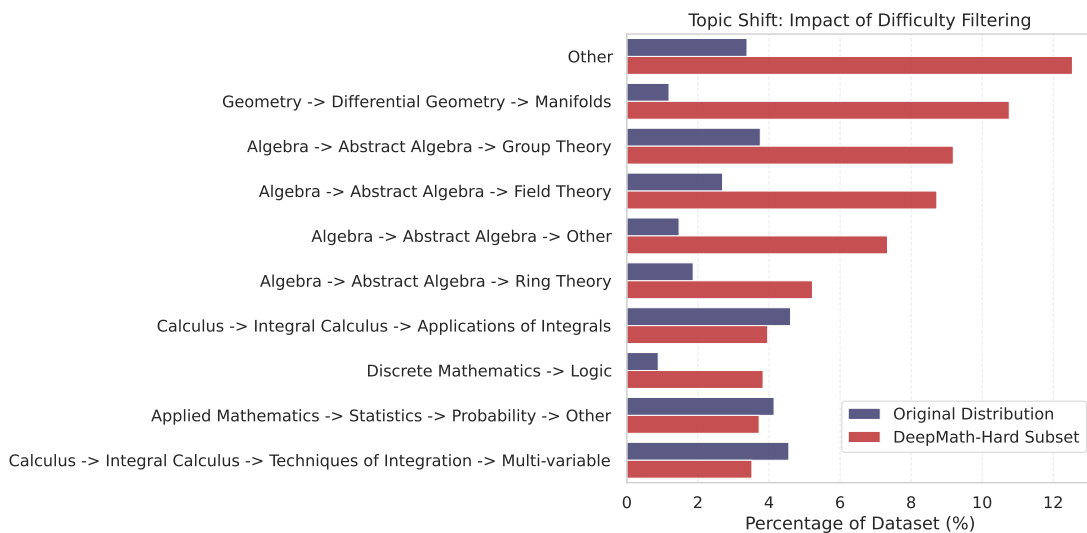 Topic Shift: Impact of Difficulty Filtering
Other
Geometry -> Differential Geometry -> Manifolds
Algebra -> Abstract Algebra -> Group Theory
Algebra -> Abstract Algebra -> Field Theory
Algebra -> Abstract Algebra -> Other
Algebra -> Abstract Algebra -> Ring Theory
Calculus -> Integral Calculus -> Applications of Integrals
Discrete Mathematics -> Logic
Applied Mathematics -> Statistics -> Probability -> Other
Calculus -> Integral Calculus -> Techniques of Integration -> Multi-variable
Original Distribution
DeepMath-Hard Subset
0 2 4 6 8 10 12
Percentage of Dataset (%)